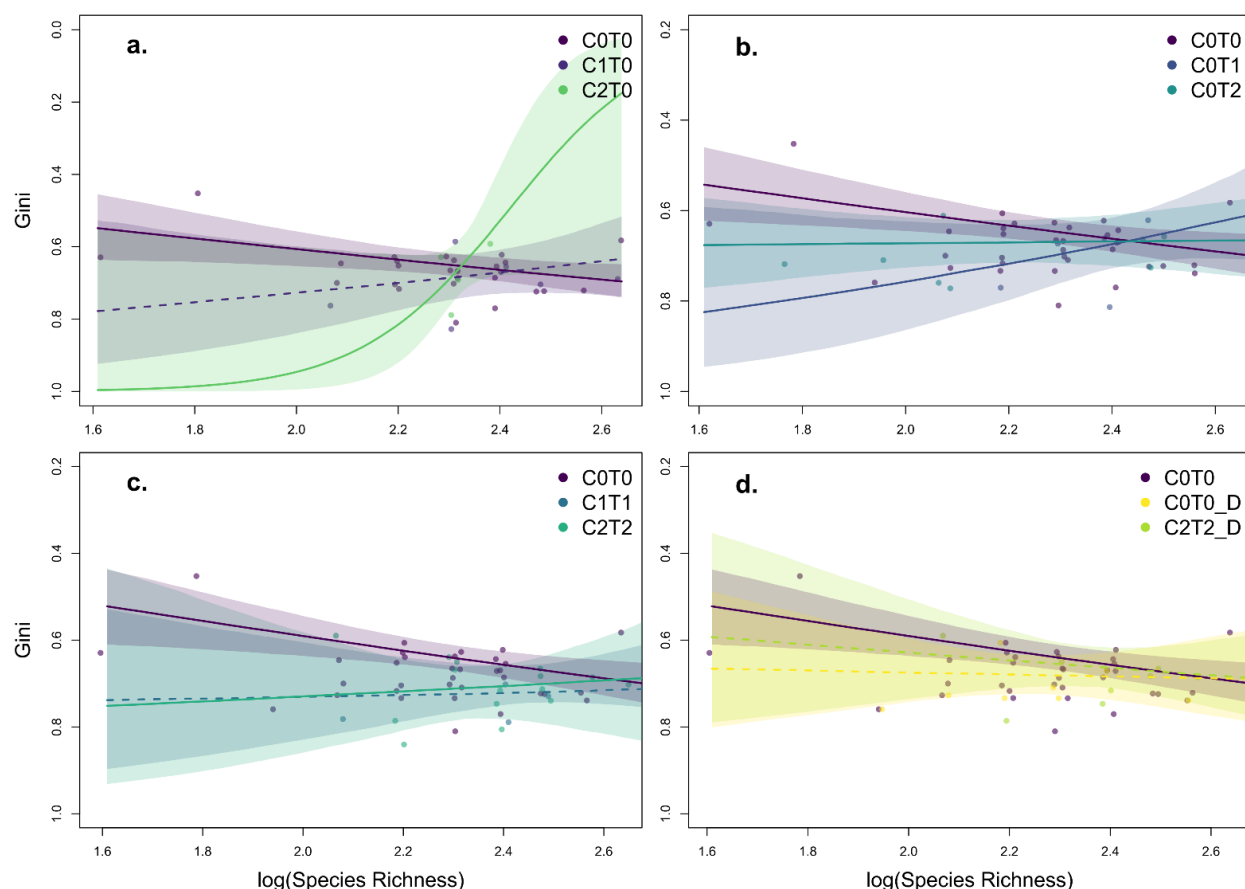 a.
C0T0
C1T0
C2T0
Gini
0.0
0.2
0.4
0.6
0.8
1.0
1.6
1.8
2.0
2.2
2.4
2.6
b.
C0T0
C0T1
C0T2
0.2
0.4
0.6
0.8
1.0
1.6
1.8
2.0
2.2
2.4
2.6
c.
C0T0
C1T1
C2T2
Gini
0.2
0.4
0.6
0.8
1.0
1.6
1.8
2.0
2.2
2.4
2.6
log(Species Richness)
d.
C0T0
C0T0_D
C2T2_D
0.2
0.4
0.6
0.8
1.0
1.6
1.8
2.0
2.2
2.4
2.6
log(Species Richness)